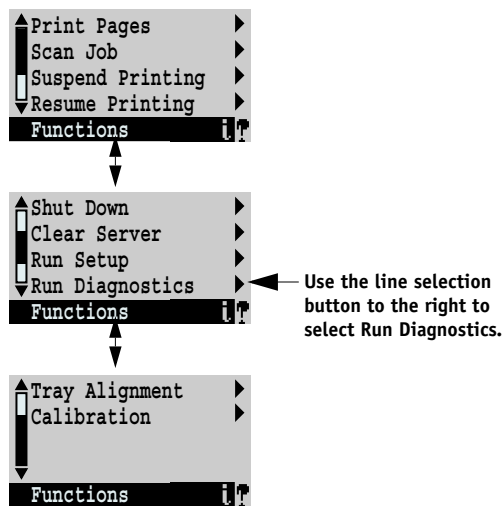 Print Pages
Scan Job
Suspend Printing
Resume Printing
Functions
Shut Down
Clear Server
Run Setup
Run Diagnostics
Functions
Use the line selection
button to the right to
select Run Diagnostics.
Tray Alignment
Calibration
Functions